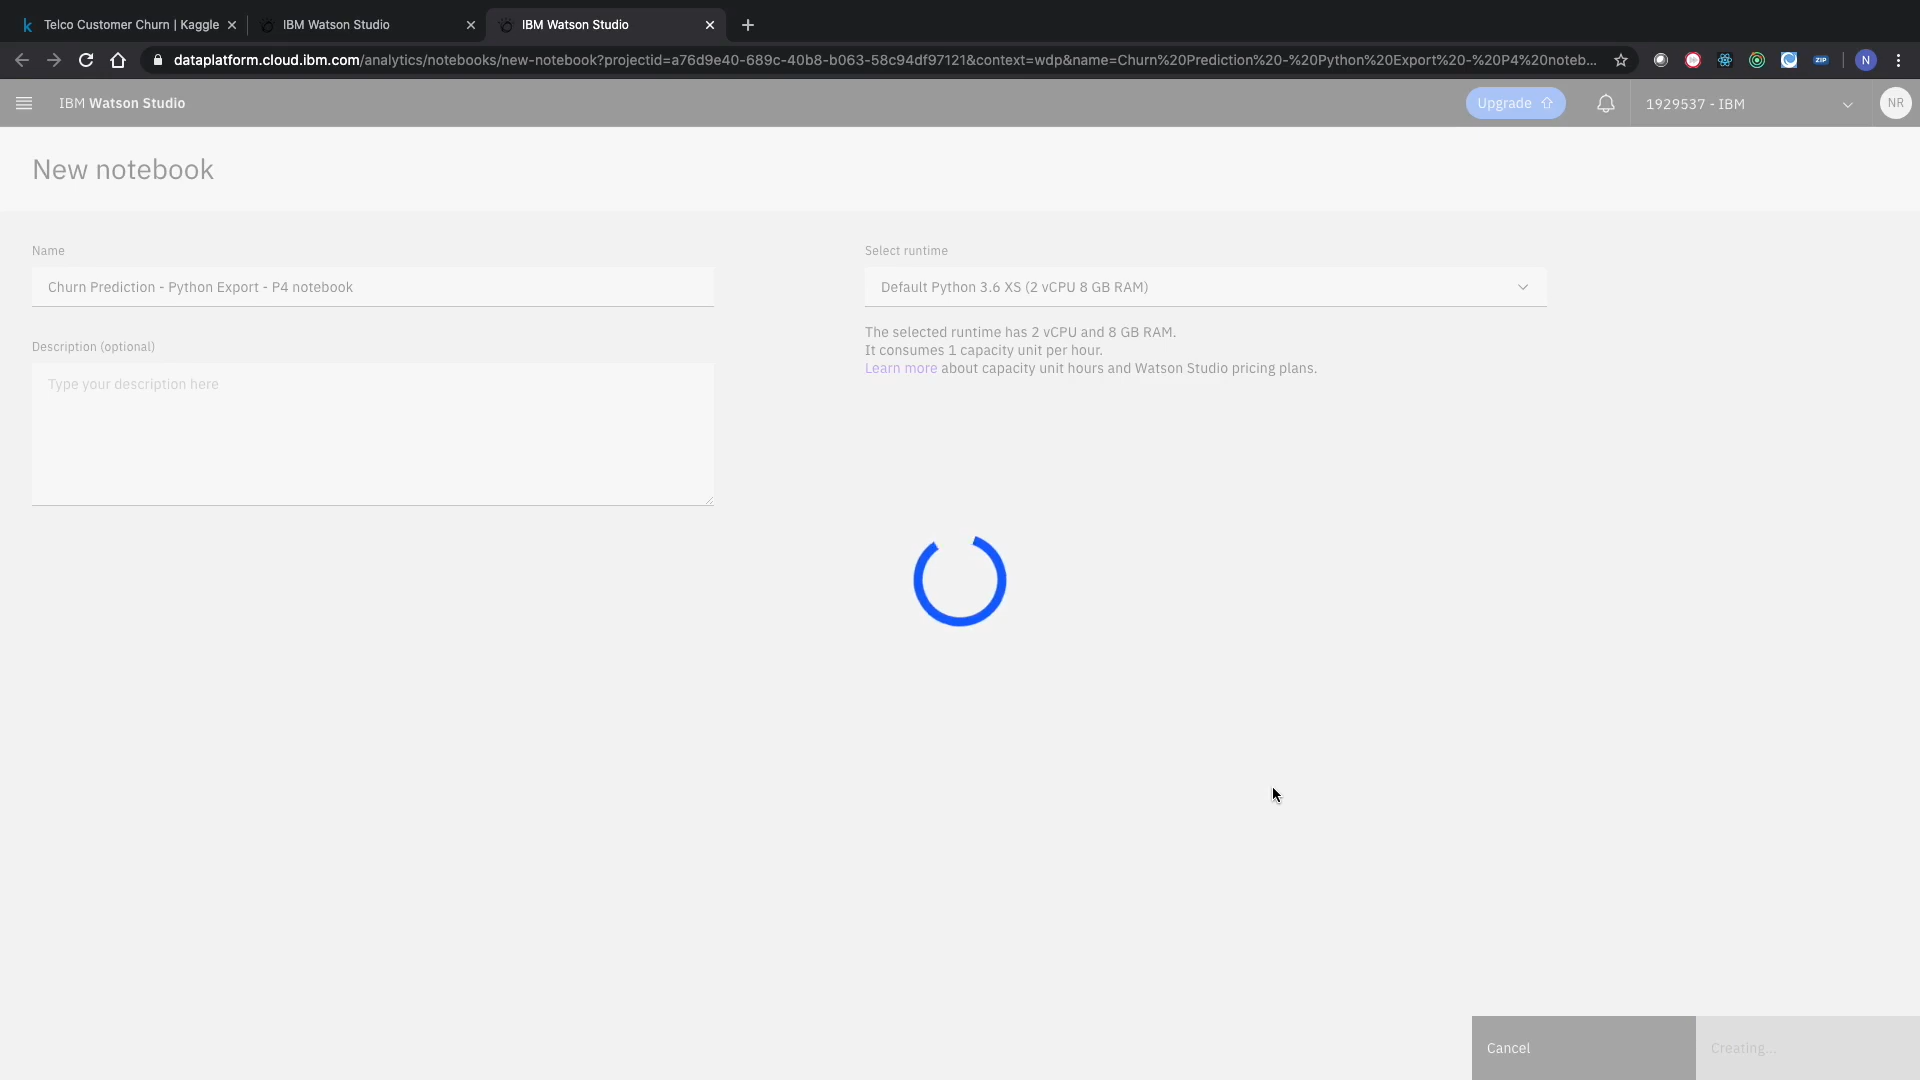 Telco Customer Churn | Kaggle
IBM Watson Studio
IBM Watson Studio
dataplatform.cloud.ibm.com/analytics/notebooks/new-notebook?projectid=a76d9e40-689c-40b8-b063-58c94df97121&context=wdp&name=Churn%20Prediction%20-%20Python%20Export%20-%20P4%20noteb...
ZIP
N
IBM Watson Studio
Upgrade
1929537 - IBM
NR
New notebook
Name
Churn Prediction - Python Export - P4 notebook
Description (optional)
Type your description here
Select runtime
Default Python 3.6 XS (2 vCPU 8 GB RAM)
The selected runtime has 2 vCPU and 8 GB RAM.
It consumes 1 capacity unit per hour.
Learn more about capacity unit hours and Watson Studio pricing plans.
Cancel
Creating...